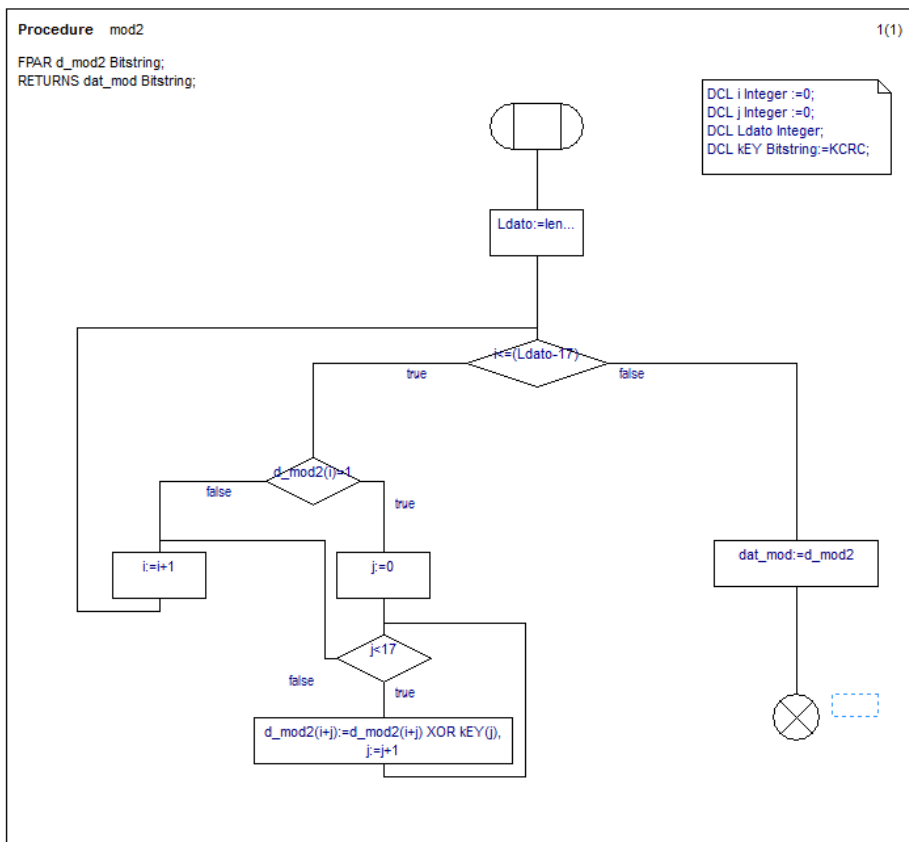 Procedure mod2
1(1)
FPAR d_mod2 Bitstring;
RETURNS dat_mod Bitstring;
DCL i Integer :=0;
DCL j Integer :=0;
DCL Ldato Integer;
DCL kEY Bitstring:=KCRC;
Ldato:=len...
i<=(Ldato-17)
true
false
d_mod2(i)=1
false
true
i:=i+1
j:=0
dat_mod:=d_mod2
j<17
false
true
d_mod2(i+j):=d_mod2(i+j) XOR kEY(j),
j:=j+1